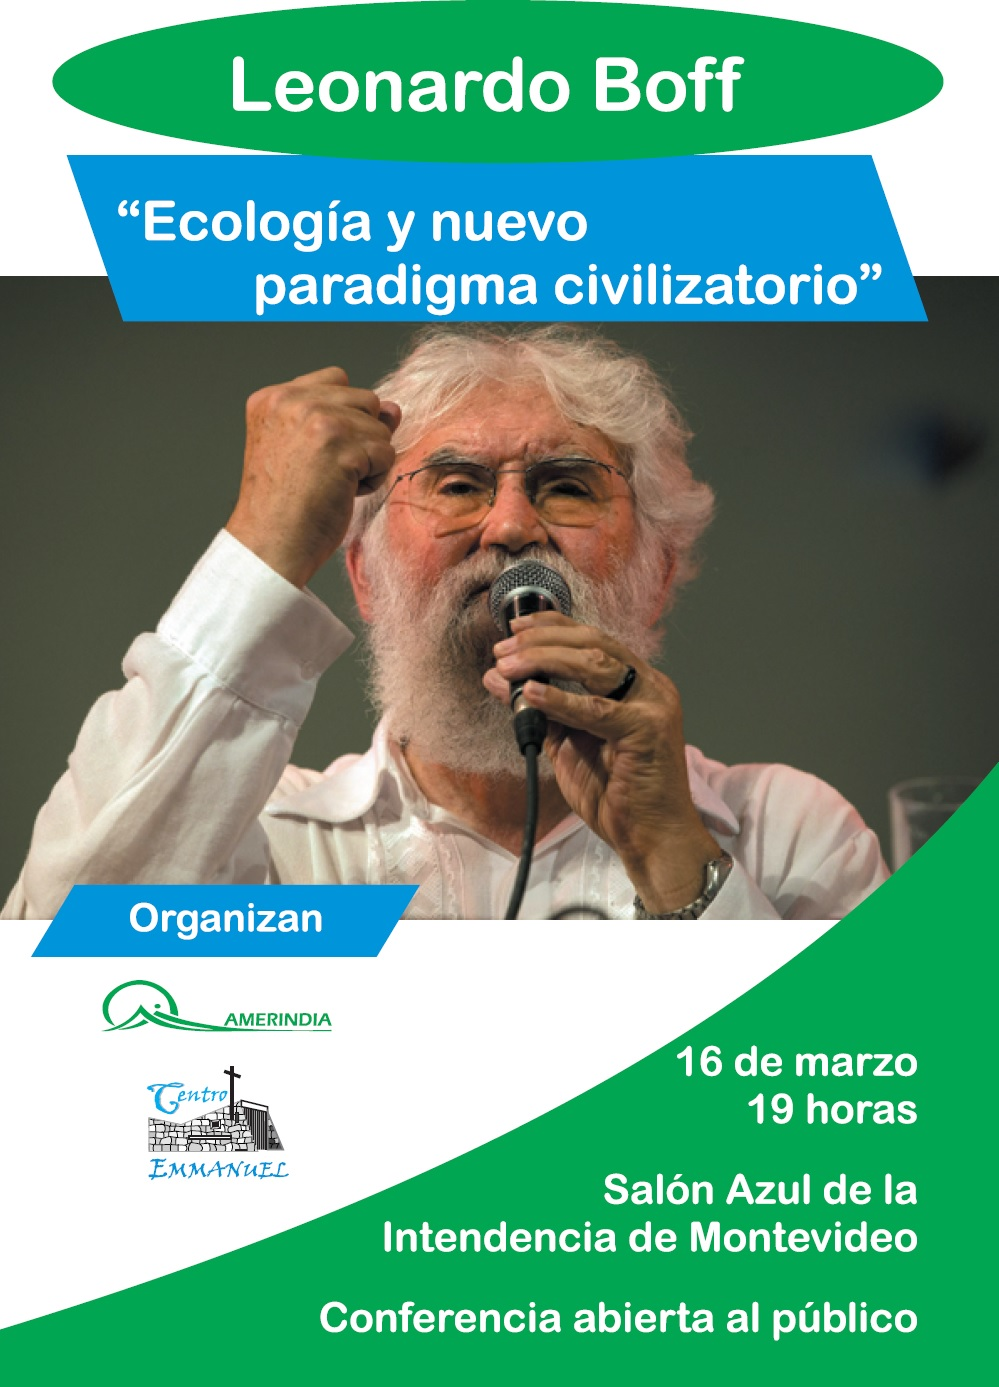 Leonardo Boff
“Ecología y nuevo
paradigma civilizatorio”
Organizan
AMERINDIA
Centro
EMMANUEL
16 de marzo
19 horas
Salón Azul de la
Intendencia de Montevideo
Conferencia abierta al público